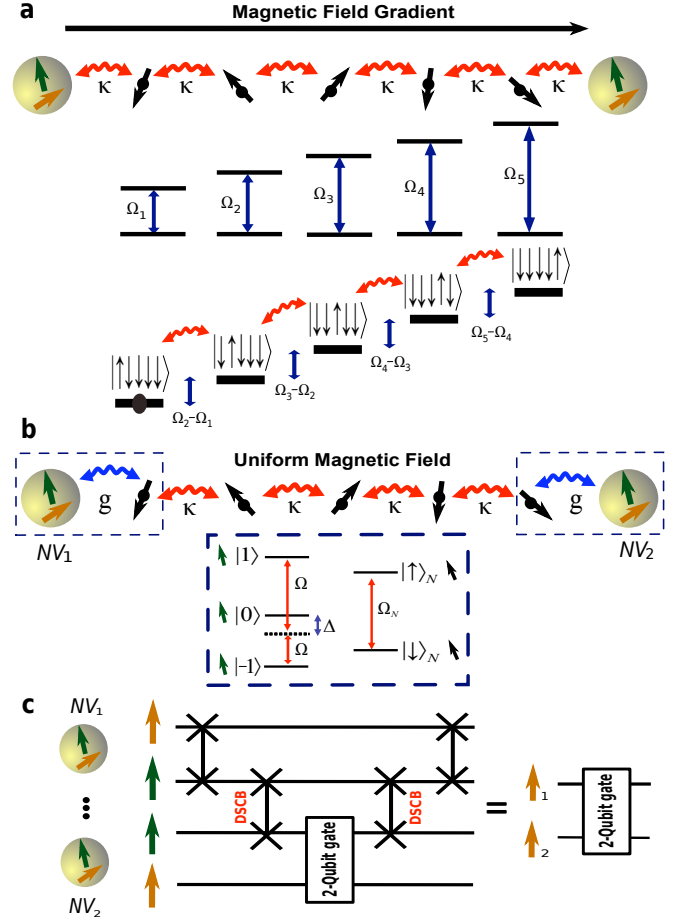 a
Magnetic Field Gradient
κ κ κ κ κ κ
Ω₁ Ω₂ Ω₃ Ω₄ Ω₅
|↓↓↓↓↑⟩
|↓↓↓↑↓⟩
|↓↓↑↓↓⟩
|↓↑↓↓↓⟩
|↑↓↓↓↓⟩
Ω₅-Ω₄
Ω₄-Ω₃
Ω₃-Ω₂
Ω₂-Ω₁
b
Uniform Magnetic Field
g κ κ κ κ g
NV₁
NV₂
|1⟩
Ω
|0⟩
Δ
Ω
|-1⟩
|↑⟩N
ΩN
|↓⟩N
c
NV₁
DSCB
DSCB
2-Qubit gate
=
1
2
2-Qubit gate
NV₂